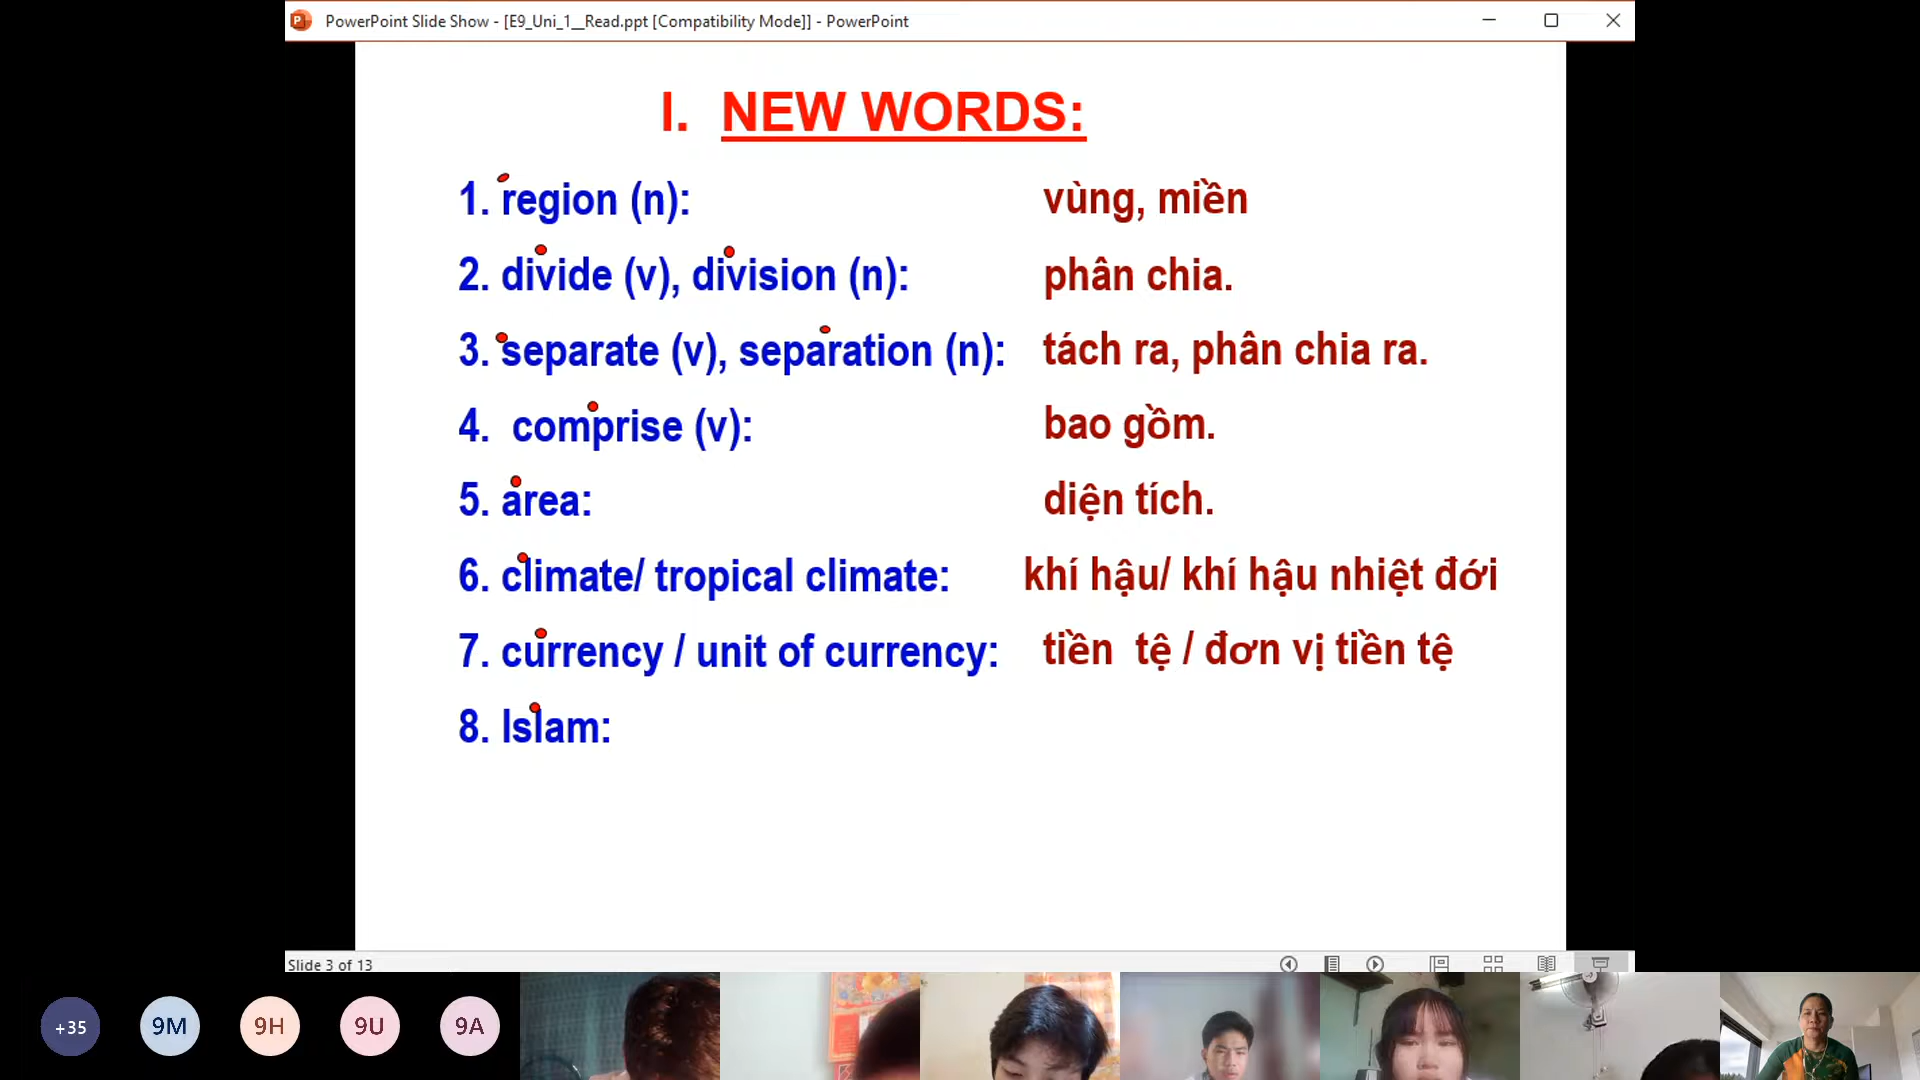 PowerPoint Slide Show - [E9_Uni_1__Read.ppt [Compatibility Mode]] - PowerPoint
I. NEW WORDS:
1. region (n): vùng, miền
2. divide (v), division (n): phân chia.
3. separate (v), separation (n): tách ra, phân chia ra.
4. comprise (v): bao gồm.
5. area: diện tích.
6. climate/ tropical climate: khí hậu/ khí hậu nhiệt đới
7. currency / unit of currency: tiền tệ / đơn vị tiền tệ
8. Islam:
Slide 3 of 13
+35 9M 9H 9U 9A